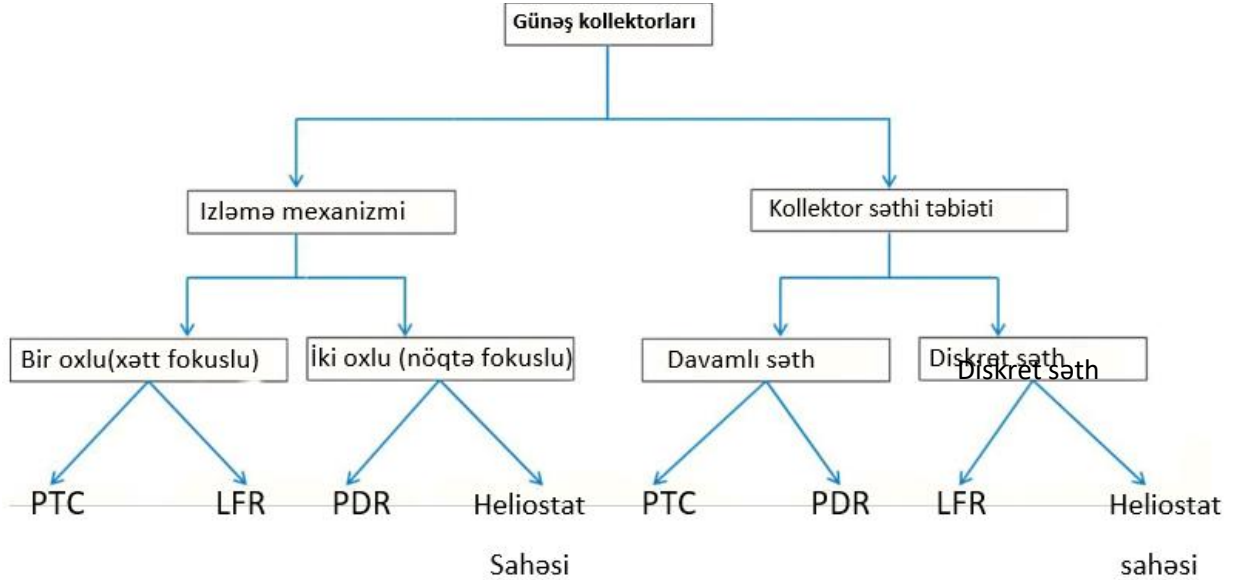 Günəş kollektorları
Izləmə mexanizmi
Kollektor səthi təbiəti
Bir oxlu(xətt fokuslu)
İki oxlu (nöqtə fokuslu)
Davamlı səth
Diskret səth
Diskret səth
PTC
LFR
PDR
Heliostat
Sahəsi
PTC
PDR
LFR
Heliostat
sahəsi